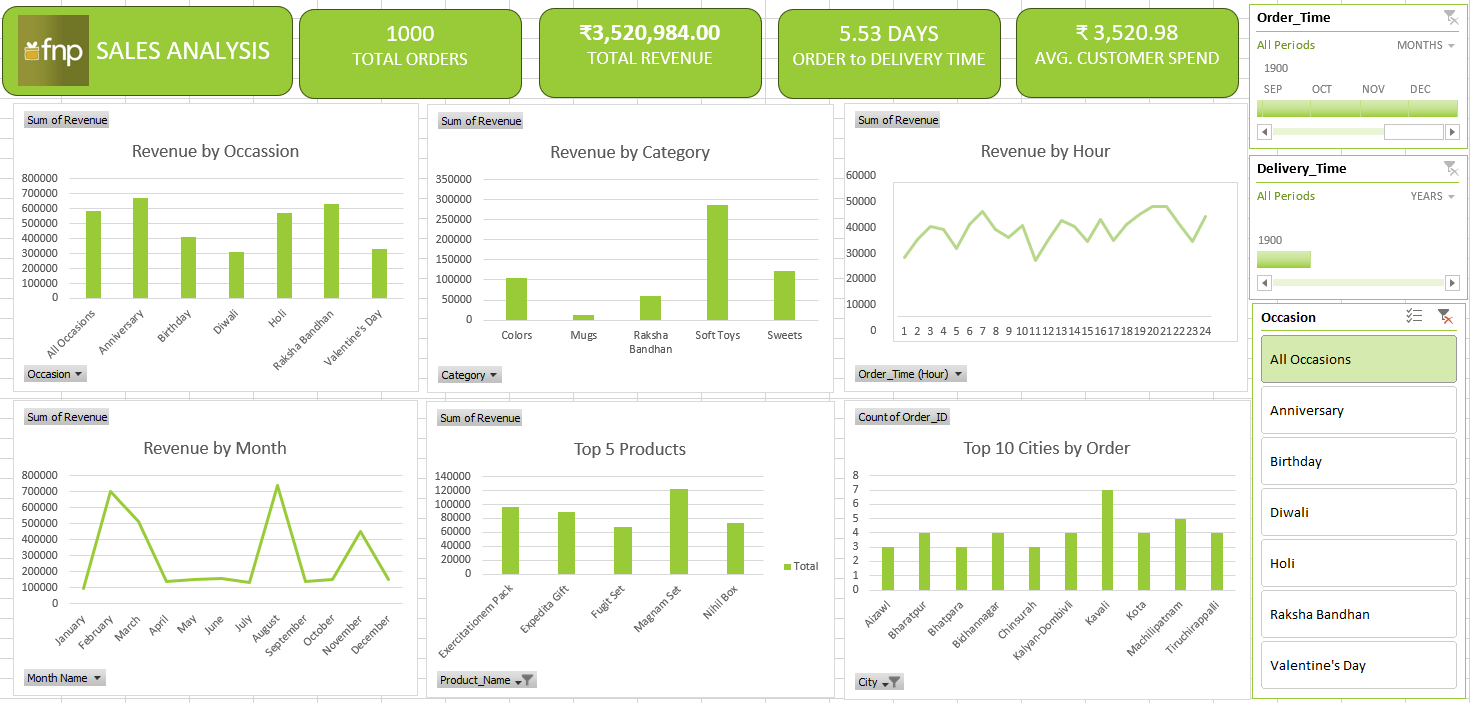 fnp SALES ANALYSIS
1000
TOTAL ORDERS
₹3,520,984.00
TOTAL REVENUE
5.53 DAYS
ORDER to DELIVERY TIME
₹ 3,520.98
AVG. CUSTOMER SPEND
Order_Time
All Periods MONTHS
1900
SEP OCT NOV DEC
Delivery_Time
All Periods YEARS
1900
Occasion
All Occasions
Anniversary
Birthday
Diwali
Holi
Raksha Bandhan
Valentine's Day
Sum of Revenue
Revenue by Occassion
800000
700000
600000
500000
400000
300000
200000
100000
0
All Occasions
Anniversary
Birthday
Diwali
Holi
Raksha Bandhan
Valentine's Day
Occasion
Sum of Revenue
Revenue by Category
350000
300000
250000
200000
150000
100000
50000
0
Colors
Mugs
Raksha
Bandhan
Soft Toys
Sweets
Category
Sum of Revenue
Revenue by Hour
60000
50000
40000
30000
20000
10000
0
1 2 3 4 5 6 7 8 9 10 11 12 13 14 15 16 17 18 19 20 21 22 23 24
Order_Time (Hour)
Sum of Revenue
Revenue by Month
800000
700000
600000
500000
400000
300000
200000
100000
0
January
February
March
April
May
June
July
August
September
October
November
December
Month Name
Sum of Revenue
Top 5 Products
140000
120000
100000
80000
60000
40000
20000
0
Exercitationem Pack
Expedita Gift
Fugit Set
Magnam Set
Nihil Box
Total
Product_Name
Count of Order_ID
Top 10 Cities by Order
8
7
6
5
4
3
2
1
0
Aizawl
Bharatpur
Bhatpara
Bidhannagar
Chinsurah
Kalyan-Dombivli
Kavali
Kota
Machilipatnam
Tiruchirappalli
City